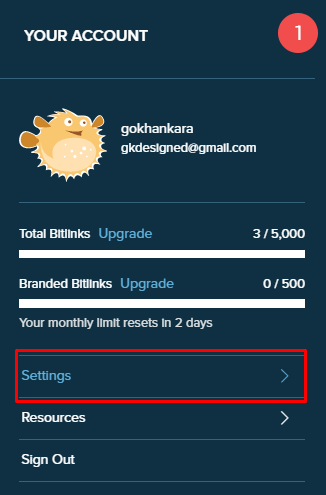 YOUR ACCOUNT 1
gokhankara
gkdesigned@gmail.com
Total Bitlinks Upgrade 3 / 5,000
Branded Bitlinks Upgrade 0 / 500
Your monthly limit resets in 2 days
Settings
Resources
Sign Out